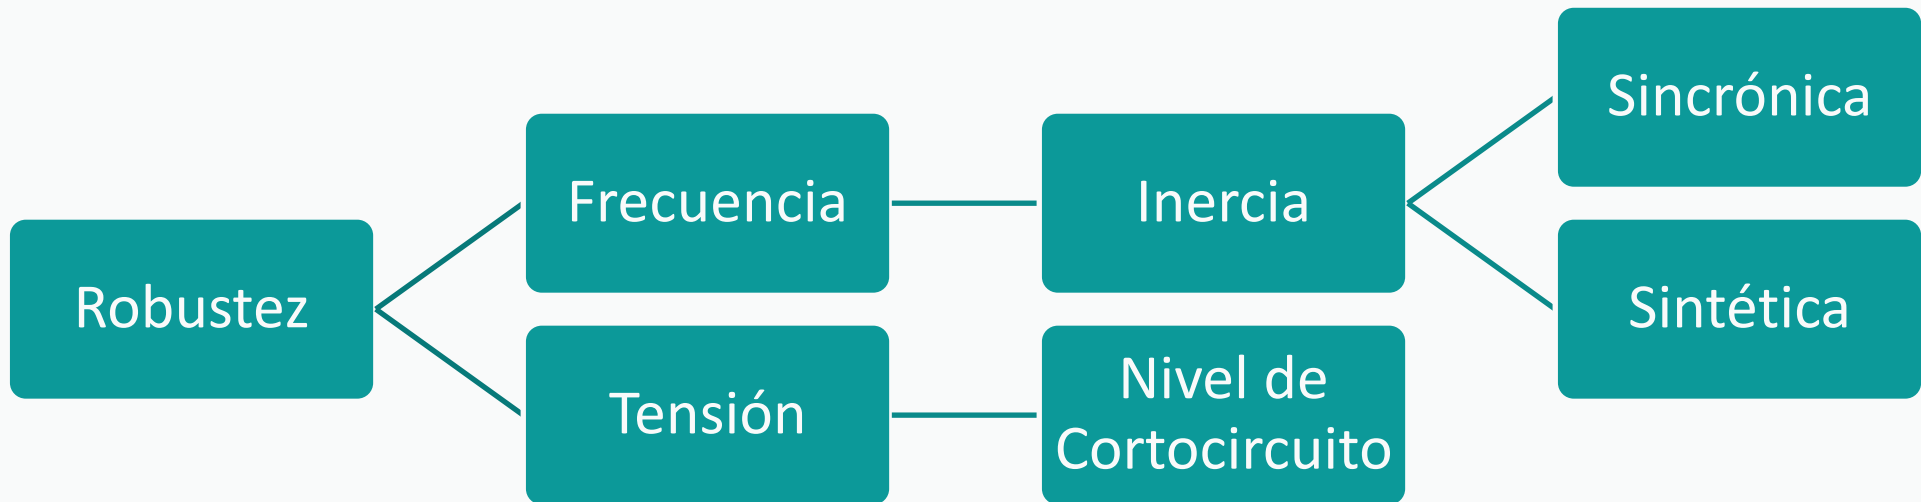 Robustez
Frecuencia
Tensión
Inercia
Nivel de
Cortocircuito
Sincrónica
Sintética